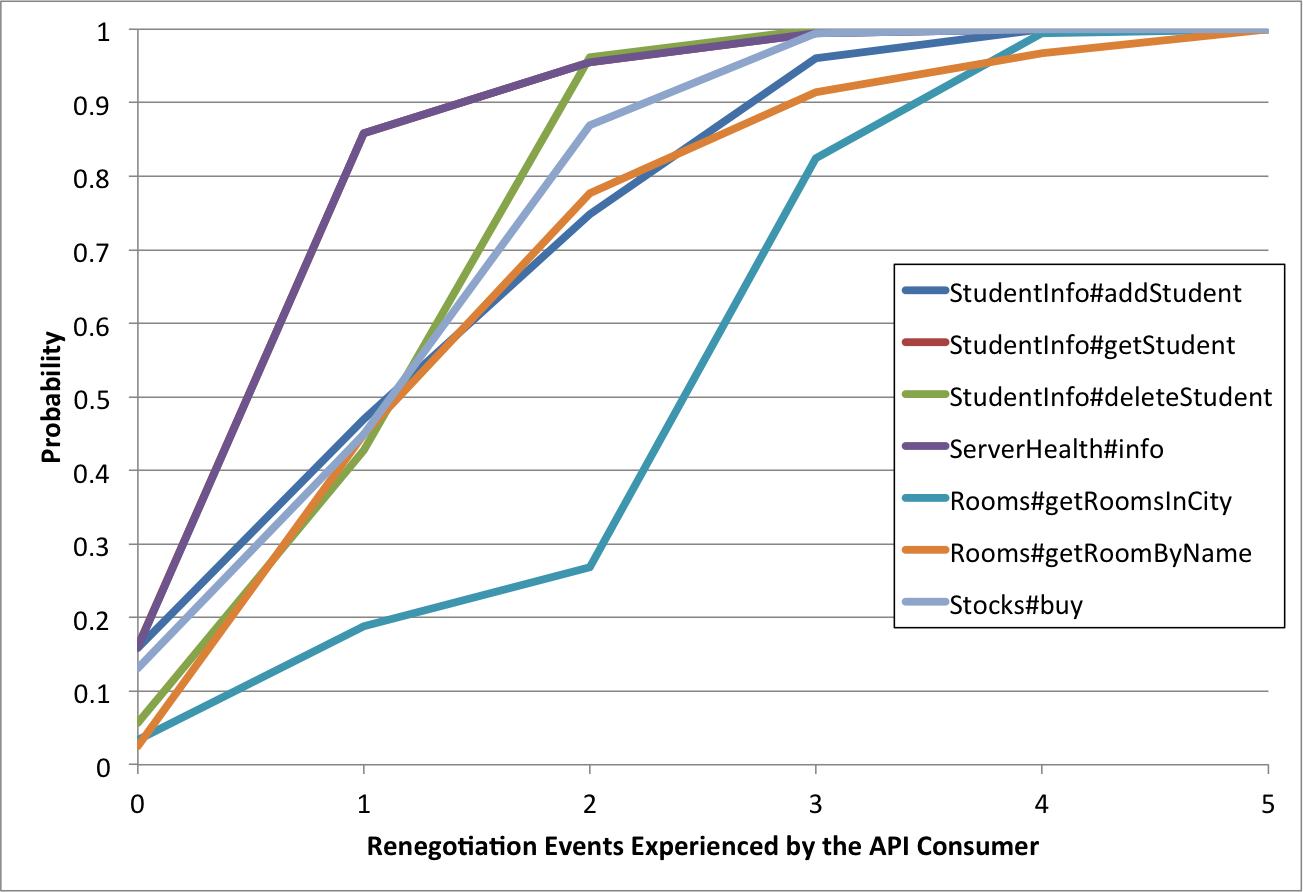 1
0.9
0.8
0.7
0.6
0.5
0.4
0.3
0.2
0.1
0
Probability
StudentInfo#addStudent
StudentInfo#getStudent
StudentInfo#deleteStudent
ServerHealth#info
Rooms#getRoomsInCity
Rooms#getRoomByName
Stocks#buy
0 1 2 3 4 5
Renegotiation Events Experienced by the API Consumer